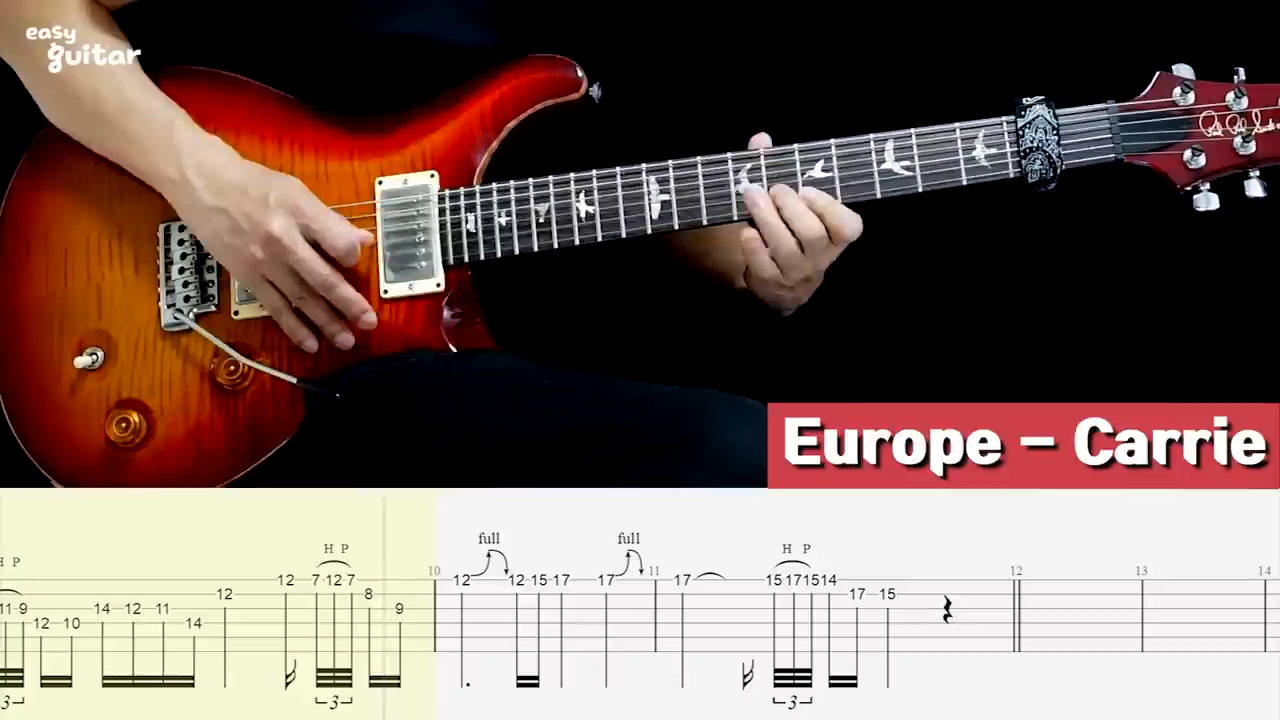 easy
guitar
Europe – Carrie
full full
H P H P H P
10 11 12 13 14
12 7 12 7 12 12 15 17 17 17 15 17 15 14
12 8 17 15
11 9 14 12 11 9
12 10 14
3 3 3